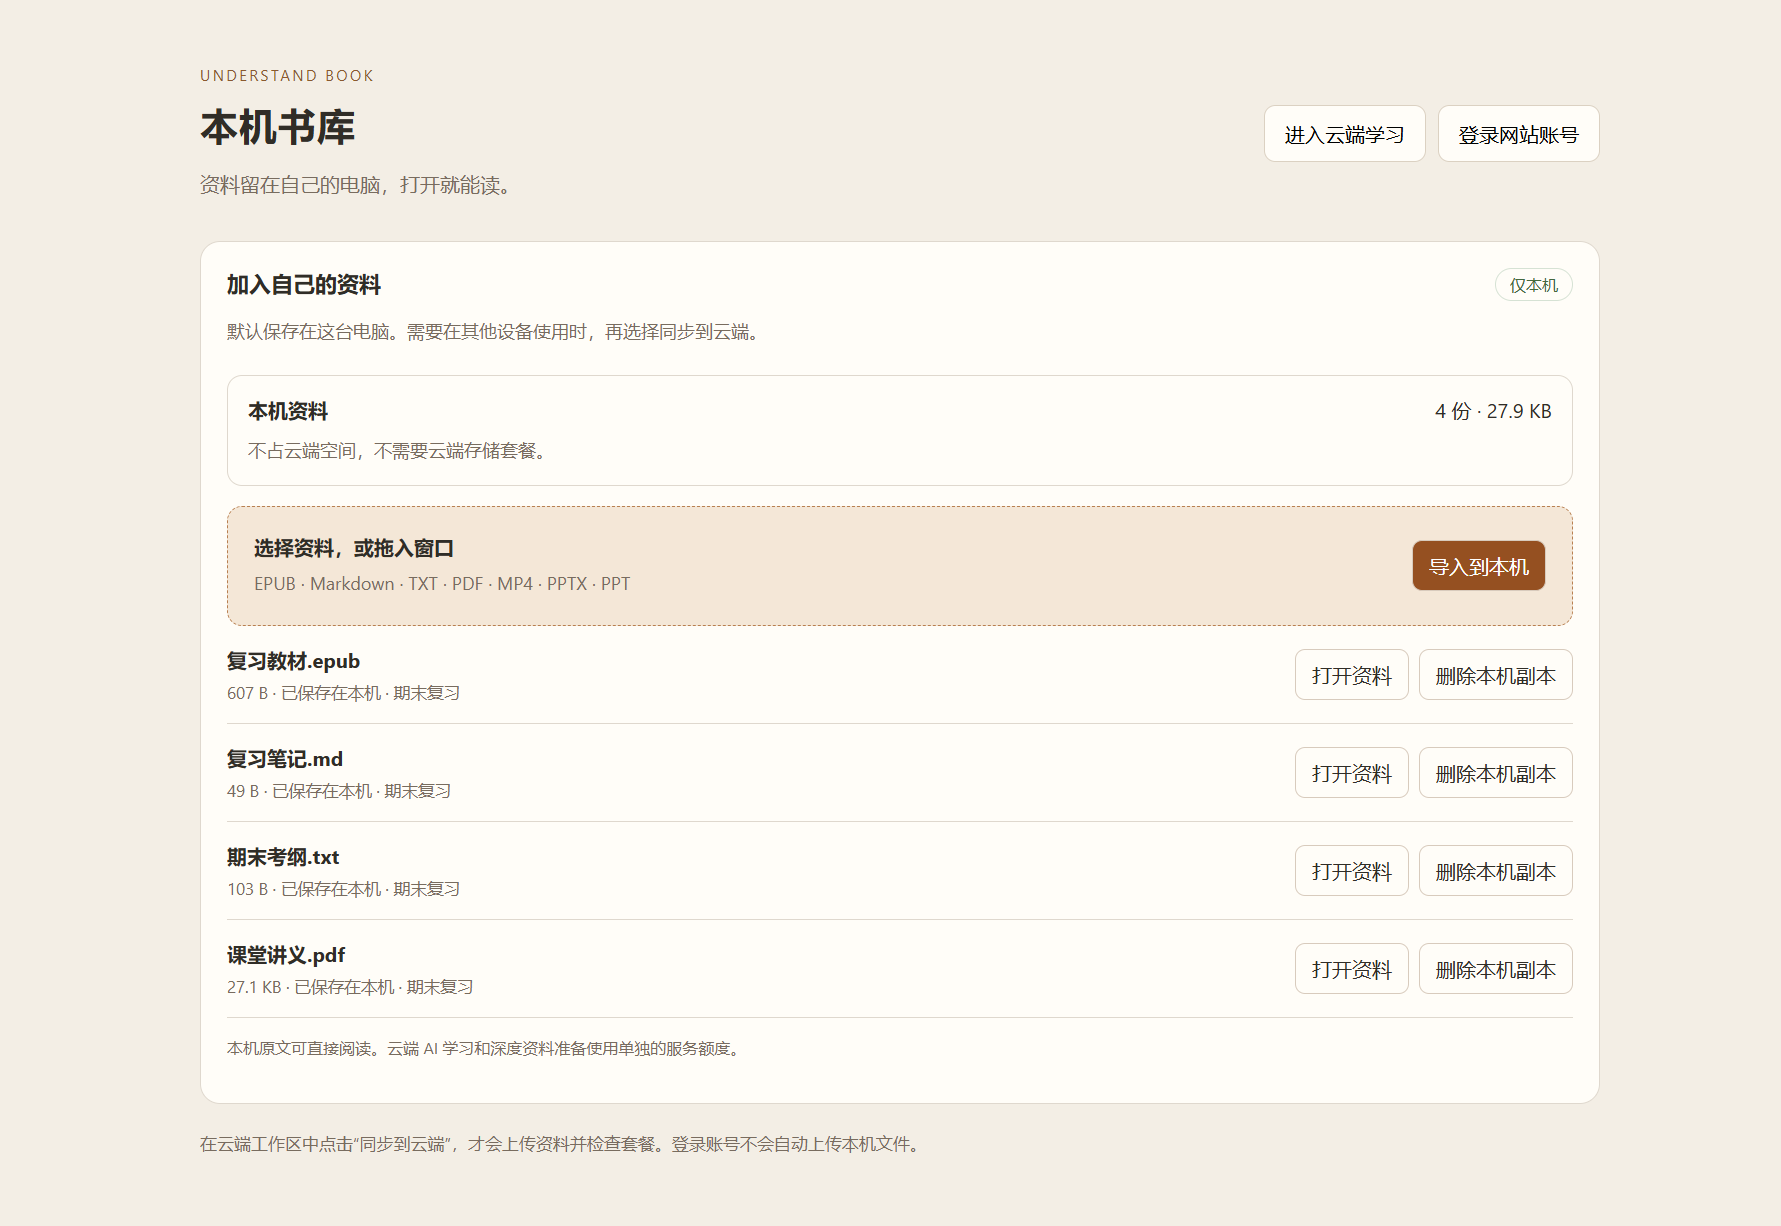 UNDERSTAND BOOK
本机书库
资料留在自己的电脑，打开就能读。
进入云端学习
登录网站账号
加入自己的资料
仅本机
默认保存在这台电脑。需要在其他设备使用时，再选择同步到云端。
本机资料
4 份 · 27.9 KB
不占云端空间，不需要云端存储套餐。
选择资料，或拖入窗口
EPUB · Markdown · TXT · PDF · MP4 · PPTX · PPT
导入到本机
复习教材.epub
607 B · 已保存在本机 · 期末复习
打开资料
删除本机副本
复习笔记.md
49 B · 已保存在本机 · 期末复习
打开资料
删除本机副本
期末考纲.txt
103 B · 已保存在本机 · 期末复习
打开资料
删除本机副本
课堂讲义.pdf
27.1 KB · 已保存在本机 · 期末复习
打开资料
删除本机副本
本机原文可直接阅读。云端 AI 学习和深度资料准备使用单独的服务额度。
在云端工作区中点击“同步到云端”，才会上传资料并检查套餐。登录账号不会自动上传本机文件。